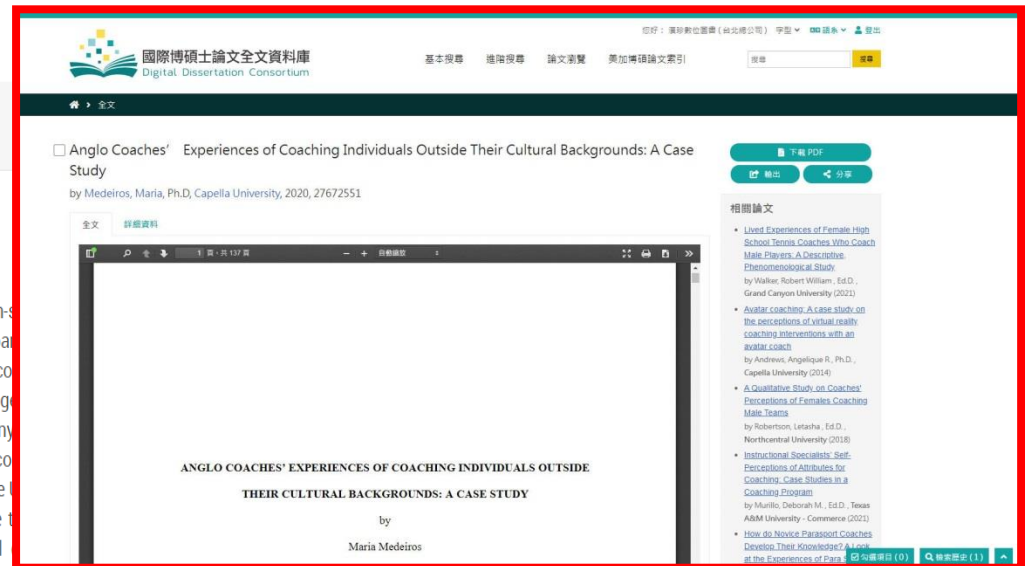 您好： 漢珍數位圖書(台北總公司) 字型 語系 登出
國際博碩士論文全文資料庫
Digital Dissertation Consortium
基本搜尋 進階搜尋 論文瀏覽 美加博碩論文索引
搜尋 搜尋
全文
Anglo Coaches’ Experiences of Coaching Individuals Outside Their Cultural Backgrounds: A Case
Study
by Medeiros, Maria, Ph.D, Capella University, 2020, 27672551
全文 詳細資料
1 頁，共 137 頁 自動縮放
ANGLO COACHES’ EXPERIENCES OF COACHING INDIVIDUALS OUTSIDE
THEIR CULTURAL BACKGROUNDS: A CASE STUDY
by
Maria Medeiros
下載 PDF
輸出 分享
相關論文
Lived Experiences of Female High
School Tennis Coaches Who Coach
Male Players: A Descriptive,
Phenomenological Study
by Walker, Robert William , Ed.D. ,
Grand Canyon University (2021)
Avatar coaching: A case study on
the perceptions of virtual reality
coaching interventions with an
avatar coach
by Andrews, Angelique R., Ph.D. ,
Capella University (2014)
A Qualitative Study on Coaches'
Perceptions of Females Coaching
Male Teams
by Robertson, Letasha , Ed.D. ,
Northcentral University (2018)
Instructional Specialists' Self-
Perceptions of Attributes for
Coaching: Case Studies in a
Coaching Program
by Murillo, Deborah M. , Ed.D. , Texas
A&M University - Commerce (2021)
How do Novice Parasport Coaches
Develop Their Knowledge? A Look
at the Experiences of Para
勾選項目 (0) 檢索歷史 (1)